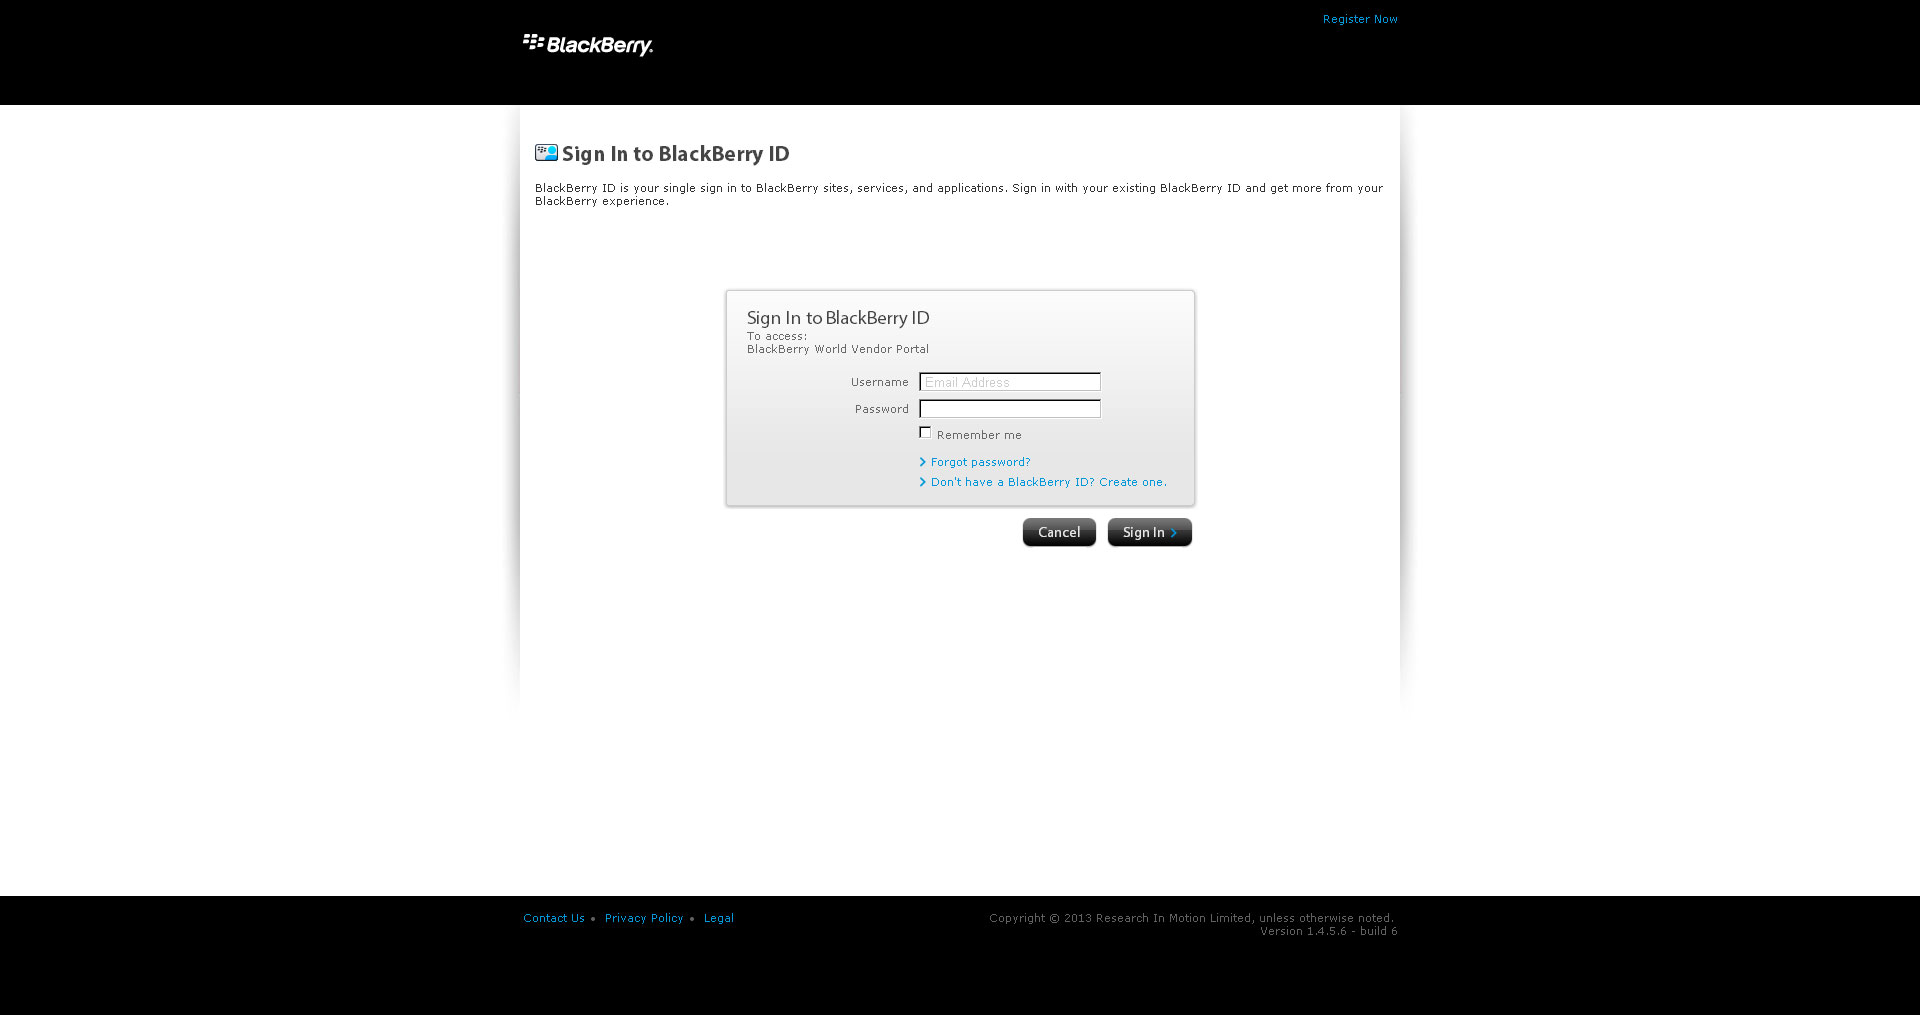 Register Now
BlackBerry.
Sign In to BlackBerry ID
BlackBerry ID is your single sign in to BlackBerry sites, services, and applications. Sign in with your existing BlackBerry ID and get more from your
BlackBerry experience.
Sign In to BlackBerry ID
To access:
BlackBerry World Vendor Portal
Username Email Address
Password
Remember me
Forgot password?
Don't have a BlackBerry ID? Create one.
Cancel Sign In
Contact Us • Privacy Policy • Legal
Copyright © 2013 Research In Motion Limited, unless otherwise noted.
Version 1.4.5.6 - build 6